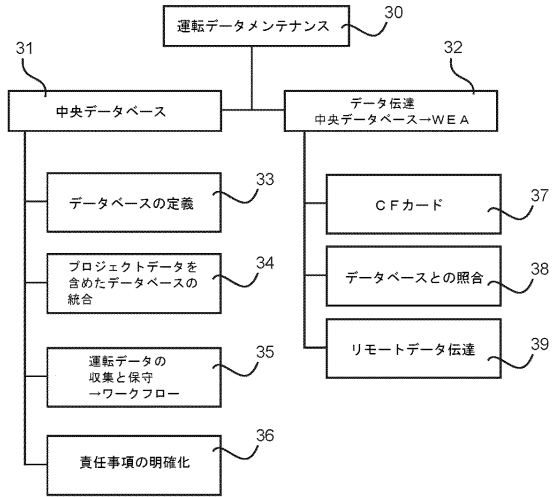 運転データメンテナンス
30
31
中央データベース
32
データ伝達
中央データベース→ＷＥＡ
33
データベースの定義
34
プロジェクトデータを
含めたデータベースの
統合
35
運転データの
収集と保守
→ワークフロー
36
責任事項の明確化
ＣＦカード
37
データベースとの照合
38
リモートデータ伝達
39